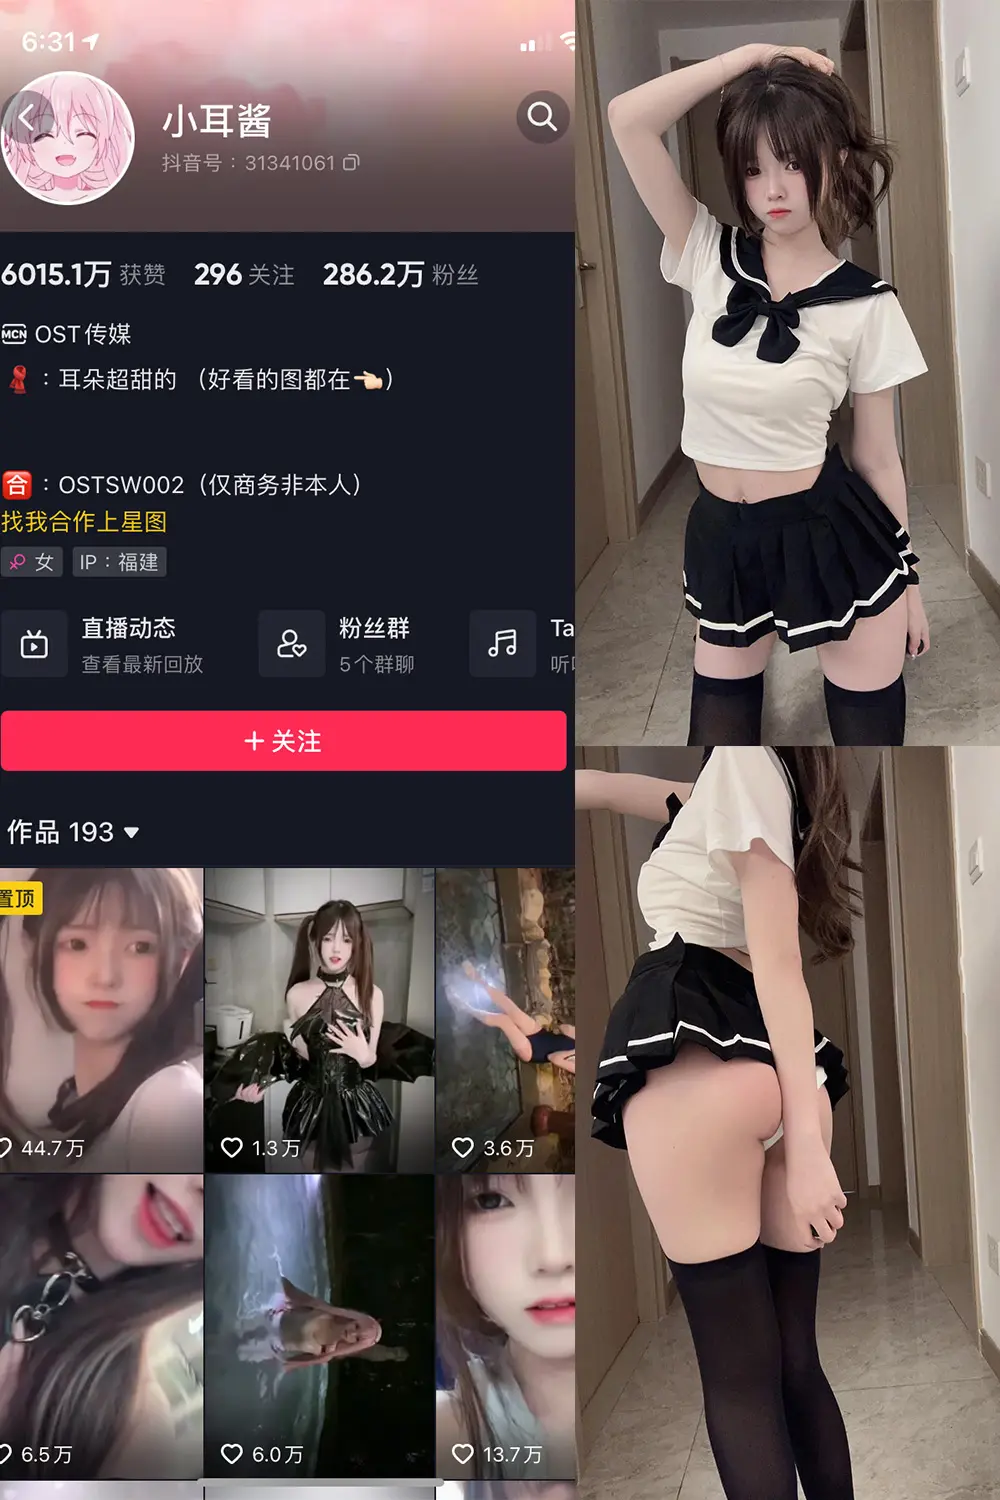 6:31
小耳酱
抖音号：31341061
6015.1万 获赞 296 关注 286.2万 粉丝
MCN OST传媒
：耳朵超甜的 （好看的图都在👈🏻）
合：OSTSW002（仅商务非本人）
找我合作上星图
女 IP：福建
直播动态
查看最新回放
粉丝群
5个群聊
Ta
听
+ 关注
作品 193
置顶
44.7万
1.3万
3.6万
6.5万
6.0万
13.7万